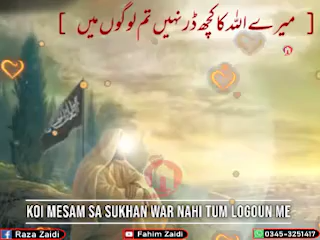 [ میرے اللہ کا کچھ ڈر نہیں تم لوگوں میں ]
KOI MESAM SA SUKHAN WAR NAHI TUM LOGOUN ME
Raza Zaidi
Fahim Zaidi
0345-3251417